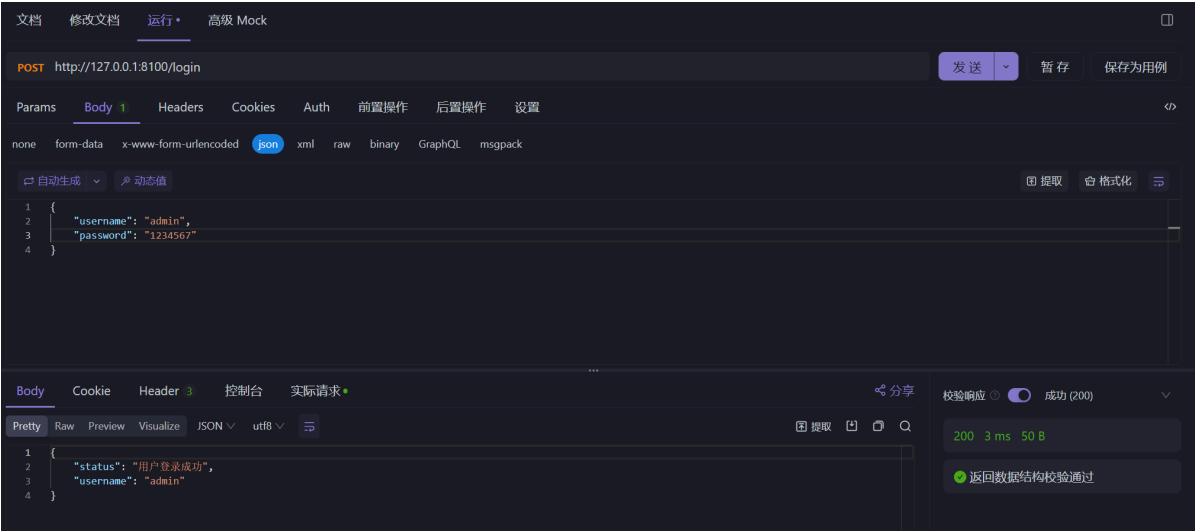 文档 修改文档 运行 高级 Mock
POST http://127.0.0.1:8100/login 发 送 暂 存 保存为用例
Params Body 1 Headers Cookies Auth 前置操作 后置操作 设置 </>
none form-data x-www-form-urlencoded json xml raw binary GraphQL msgpack
自动生成 动态值 提取 格式化
1 {
2 "username": "admin",
3 "password": "1234567"
4 }
Body Cookie Header 3 控制台 实际请求 分享 校验响应 成功 (200)
Pretty Raw Preview Visualize JSON utf8 提取
200 3 ms 50 B
1 {
2 "status": "用户登录成功",
3 "username": "admin"
4 }
返回数据结构校验通过